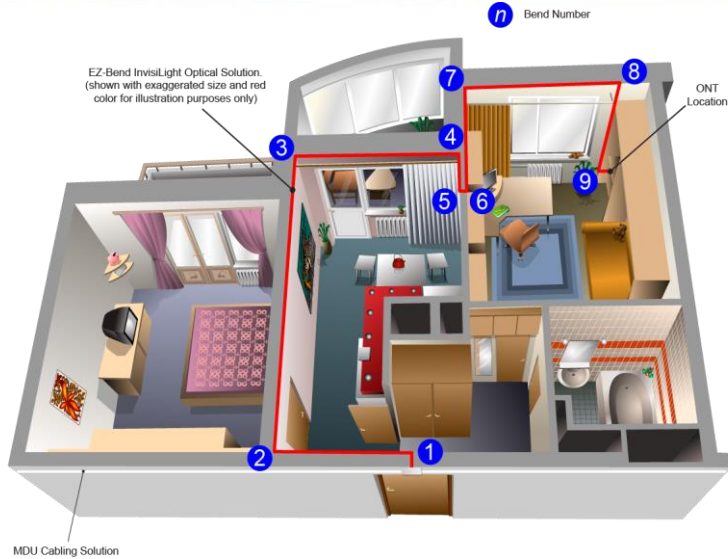 n Bend Number
EZ-Bend InvisiLight Optical Solution.
(shown with exaggerated size and red
color for illustration purposes only)
7
8
ONT
Location
3
4
5
6
9
2
1
MDU Cabling Solution